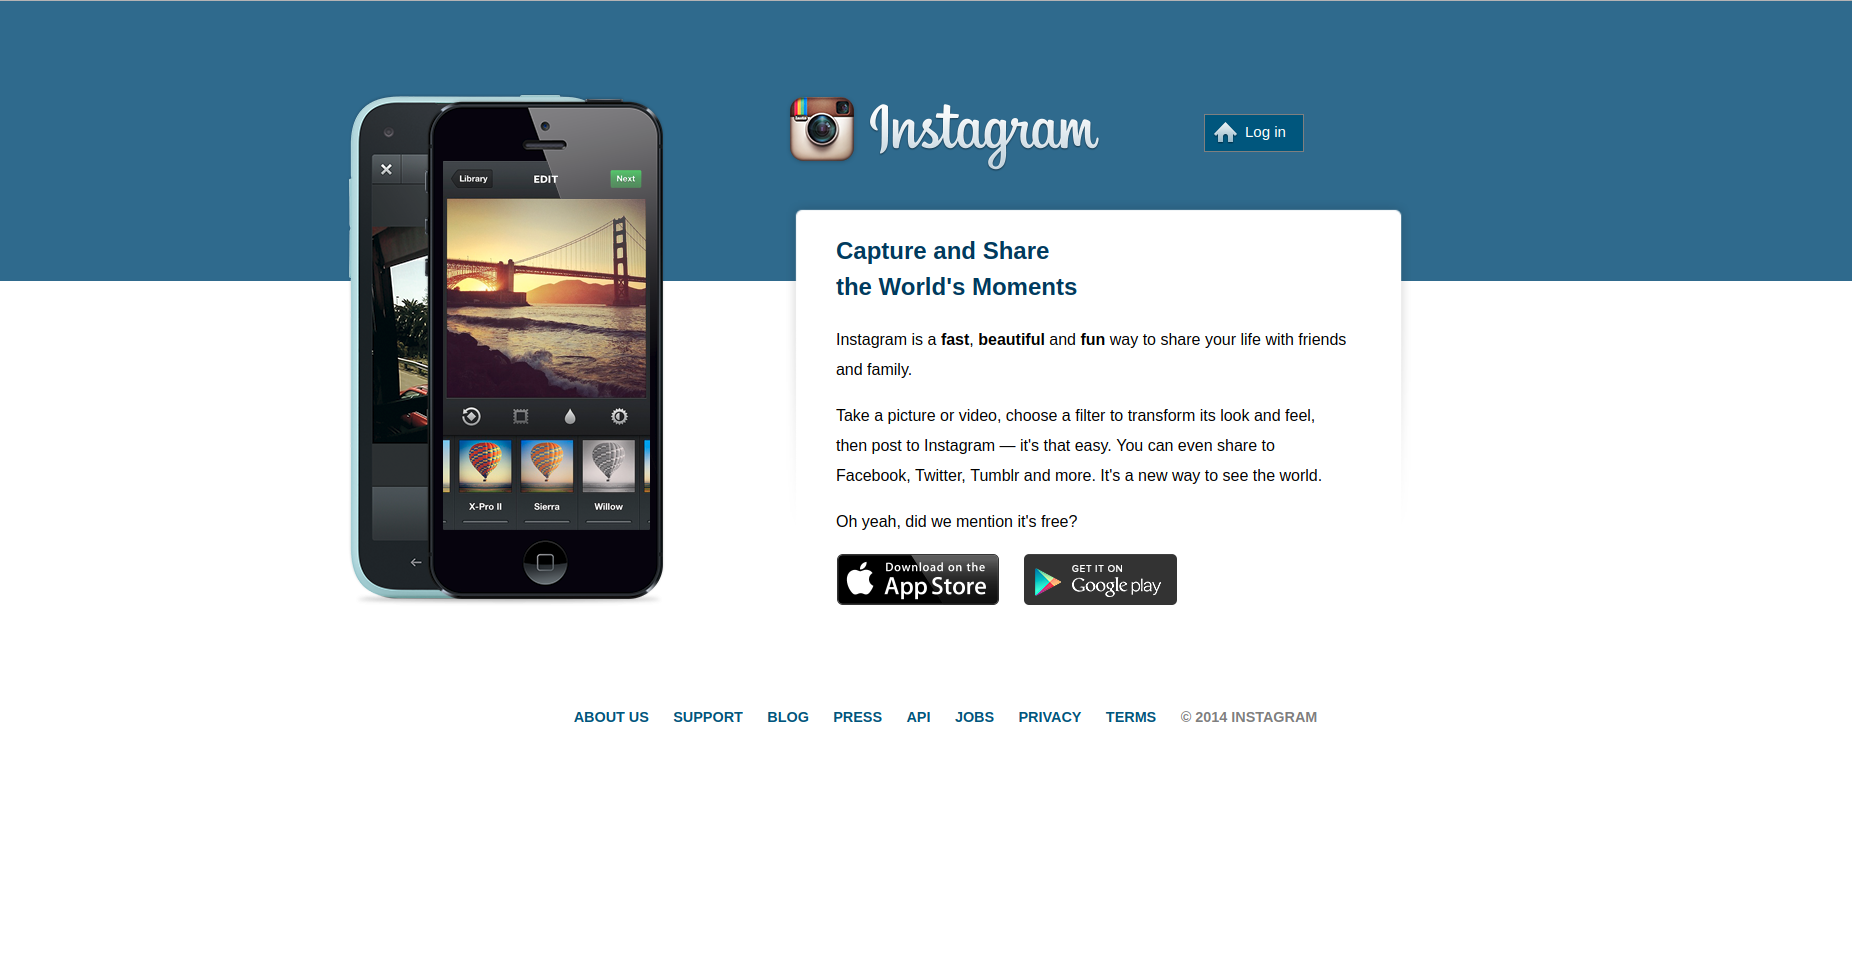 Instagram
Log in
Library
EDIT
Next
X-Pro II
Sierra
Willow
Capture and Share
the World's Moments
Instagram is a fast, beautiful and fun way to share your life with friends
and family.
Take a picture or video, choose a filter to transform its look and feel,
then post to Instagram — it's that easy. You can even share to
Facebook, Twitter, Tumblr and more. It's a new way to see the world.
Oh yeah, did we mention it's free?
Download on the
App Store
GET IT ON
Google play
ABOUT US SUPPORT BLOG PRESS API JOBS PRIVACY TERMS © 2014 INSTAGRAM